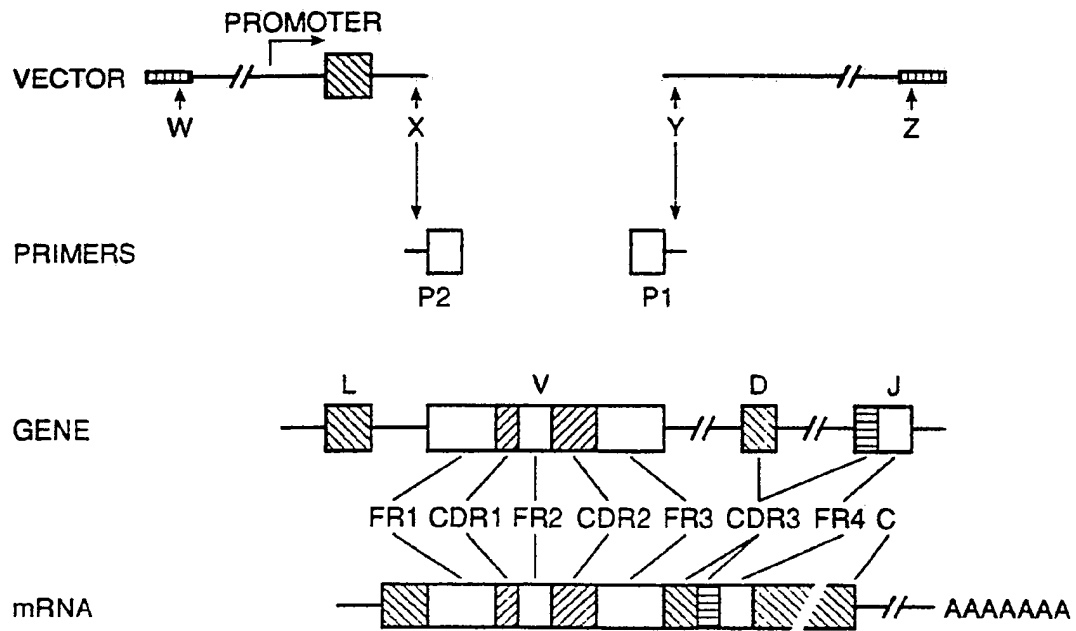 PROMOTER
VECTOR
W X Y Z
PRIMERS
P2 P1
L V D J
GENE
FR1 CDR1 FR2 CDR2 FR3 CDR3 FR4 C
mRNA AAAAAAA